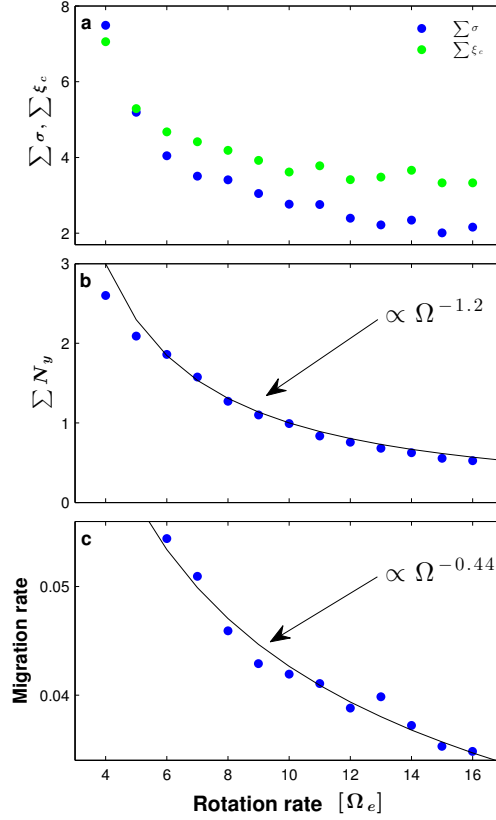 8
a
∑ σ
∑ ξc
6
4
2
∑ σ, ∑ ξc
3
b
∝ Ω^−1.2
2
1
0
∑ Ny
c
∝ Ω^−0.44
0.05
0.04
Migration rate
4 6 8 10 12 14 16
Rotation rate [Ωe]